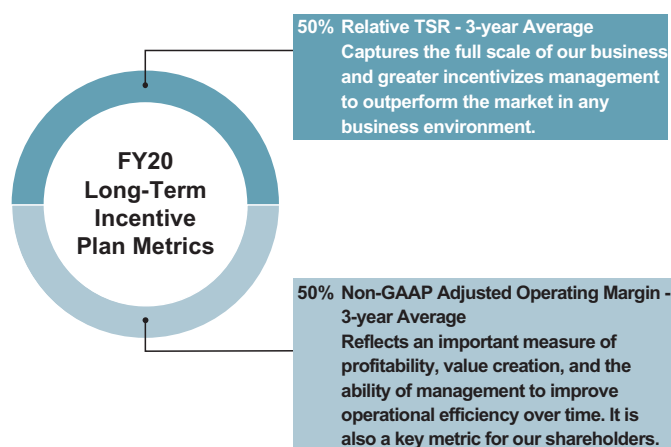 50% Relative TSR - 3-year Average
Captures the full scale of our business
and greater incentivizes management
to outperform the market in any
business environment.
FY20
Long-Term
Incentive
Plan Metrics
50% Non-GAAP Adjusted Operating Margin -
3-year Average
Reflects an important measure of
profitability, value creation, and the
ability of management to improve
operational efficiency over time. It is
also a key metric for our shareholders.